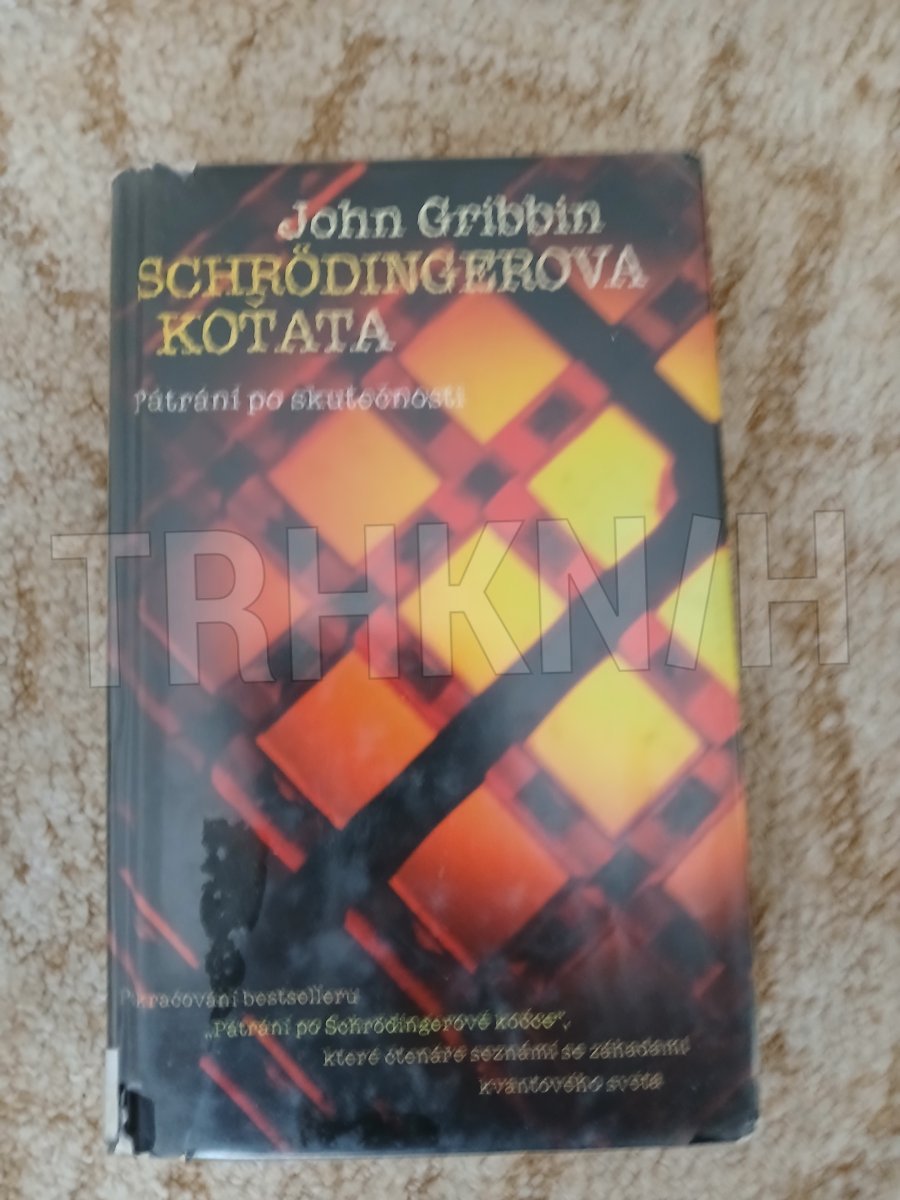 John Gribbin
SCHRÖDINGEROVA
KOŤATA
Pátrání po skutečnosti
TRHKNIH
Pokračování bestselleru
„Pátrání po Schrödingerově kočce“,
které čtenáře seznámí se záhadami
kvantového světa